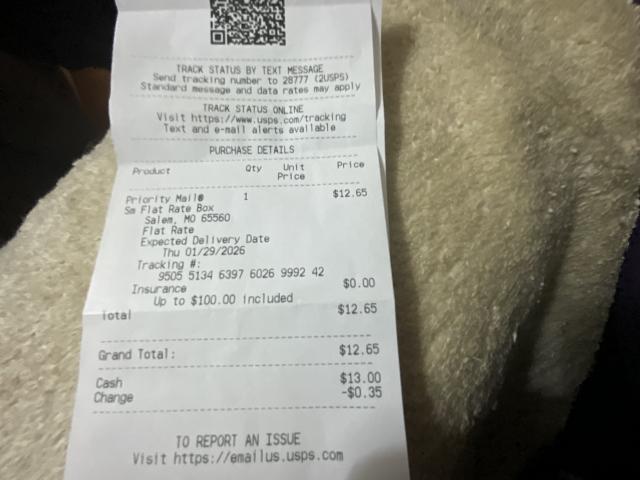 TRACK STATUS BY TEXT MESSAGE
Send tracking number to 28777 (2USPS)
Standard message and data rates may apply
TRACK STATUS ONLINE
Visit https://www.usps.com/tracking
Text and e-mail alerts available
PURCHASE DETAILS
Product Qty Unit Price
Price
Priority Mail® 1 $12.65
Sm Flat Rate Box
Salem, MO 65560
Flat Rate
Expected Delivery Date
Thu 01/29/2026
Tracking #:
9505 5134 6397 6026 9992 42
Insurance $0.00
Up to $100.00 included
Total $12.65
Grand Total: $12.65
Cash $13.00
Change -$0.35
TO REPORT AN ISSUE
Visit https://emailus.usps.com